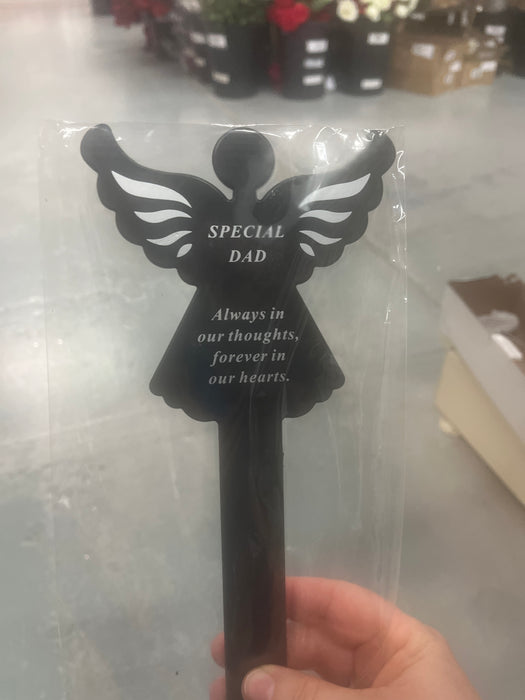 SPECIAL
DAD
Always in
our thoughts,
forever in
our hearts.